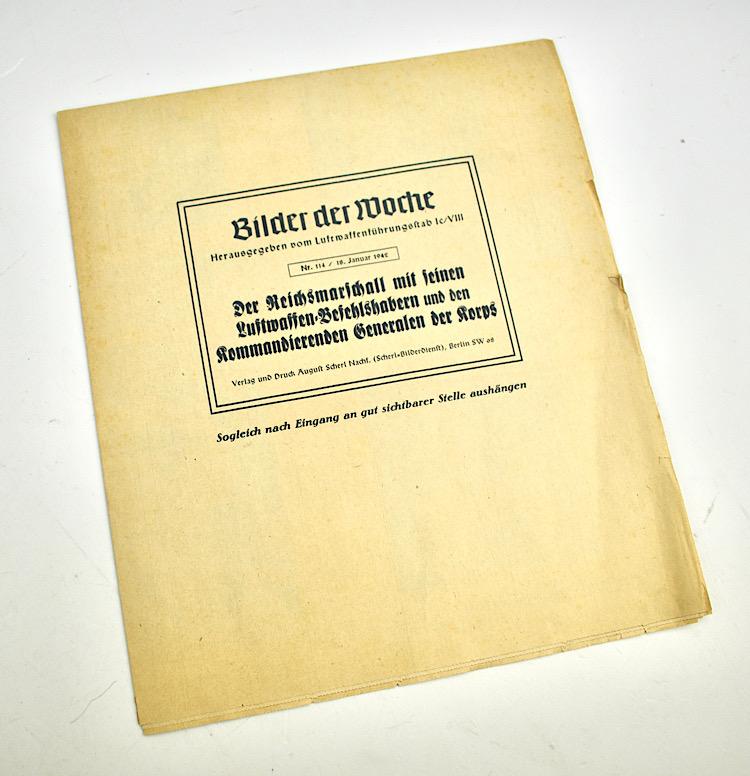 Bilder der Woche
Herausgegeben vom Luftwaffenführungsstab Ic/VIII
Nr. 114 / 18. Januar 1942
Der Reichsmarschall mit seinen
Luftwaffen-Befehlshabern und den
Kommandierenden Generalen der Korps
Verlag und Druck August Scherl Nachf. (Scherl-Bilderdienst), Berlin SW 68
Sogleich nach Eingang an gut sichtbarer Stelle aushängen